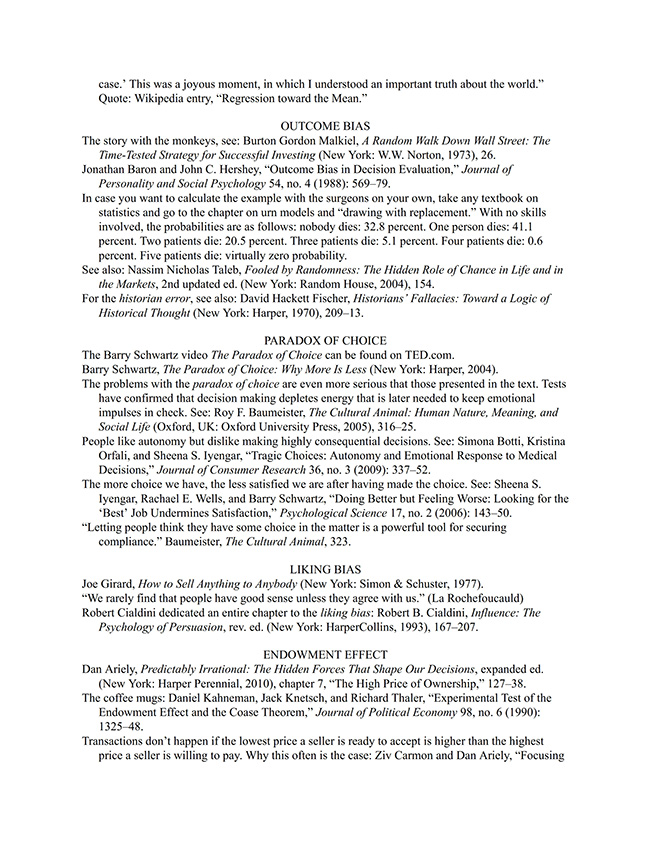 case.’ This was a joyous moment, in which I understood an important truth about the world.”
Quote: Wikipedia entry, “Regression toward the Mean.”
OUTCOME BIAS
The story with the monkeys, see: Burton Gordon Malkiel, A Random Walk Down Wall Street: The
Time-Tested Strategy for Successful Investing (New York: W.W. Norton, 1973), 26.
Jonathan Baron and John C. Hershey, “Outcome Bias in Decision Evaluation,” Journal of
Personality and Social Psychology 54, no. 4 (1988): 569–79.
In case you want to calculate the example with the surgeons on your own, take any textbook on
statistics and go to the chapter on urn models and “drawing with replacement.” With no skills
involved, the probabilities are as follows: nobody dies: 32.8 percent. One person dies: 41.1
percent. Two patients die: 20.5 percent. Three patients die: 5.1 percent. Four patients die: 0.6
percent. Five patients die: virtually zero probability.
See also: Nassim Nicholas Taleb, Fooled by Randomness: The Hidden Role of Chance in Life and in
the Markets, 2nd updated ed. (New York: Random House, 2004), 154.
For the historian error, see also: David Hackett Fischer, Historians’ Fallacies: Toward a Logic of
Historical Thought (New York: Harper, 1970), 209–13.
PARADOX OF CHOICE
The Barry Schwartz video The Paradox of Choice can be found on TED.com.
Barry Schwartz, The Paradox of Choice: Why More Is Less (New York: Harper, 2004).
The problems with the paradox of choice are even more serious that those presented in the text. Tests
have confirmed that decision making depletes energy that is later needed to keep emotional
impulses in check. See: Roy F. Baumeister, The Cultural Animal: Human Nature, Meaning, and
Social Life (Oxford, UK: Oxford University Press, 2005), 316–25.
People like autonomy but dislike making highly consequential decisions. See: Simona Botti, Kristina
Orfali, and Sheena S. Iyengar, “Tragic Choices: Autonomy and Emotional Response to Medical
Decisions,” Journal of Consumer Research 36, no. 3 (2009): 337–52.
The more choice we have, the less satisfied we are after having made the choice. See: Sheena S.
Iyengar, Rachael E. Wells, and Barry Schwartz, “Doing Better but Feeling Worse: Looking for the
‘Best’ Job Undermines Satisfaction,” Psychological Science 17, no. 2 (2006): 143–50.
“Letting people think they have some choice in the matter is a powerful tool for securing
compliance.” Baumeister, The Cultural Animal, 323.
LIKING BIAS
Joe Girard, How to Sell Anything to Anybody (New York: Simon & Schuster, 1977).
“We rarely find that people have good sense unless they agree with us.” (La Rochefoucauld)
Robert Cialdini dedicated an entire chapter to the liking bias: Robert B. Cialdini, Influence: The
Psychology of Persuasion, rev. ed. (New York: HarperCollins, 1993), 167–207.
ENDOWMENT EFFECT
Dan Ariely, Predictably Irrational: The Hidden Forces That Shape Our Decisions, expanded ed.
(New York: Harper Perennial, 2010), chapter 7, “The High Price of Ownership,” 127–38.
The coffee mugs: Daniel Kahneman, Jack Knetsch, and Richard Thaler, “Experimental Test of the
Endowment Effect and the Coase Theorem,” Journal of Political Economy 98, no. 6 (1990):
1325–48.
Transactions don’t happen if the lowest price a seller is ready to accept is higher than the highest
price a seller is willing to pay. Why this often is the case: Ziv Carmon and Dan Ariely, “Focusing